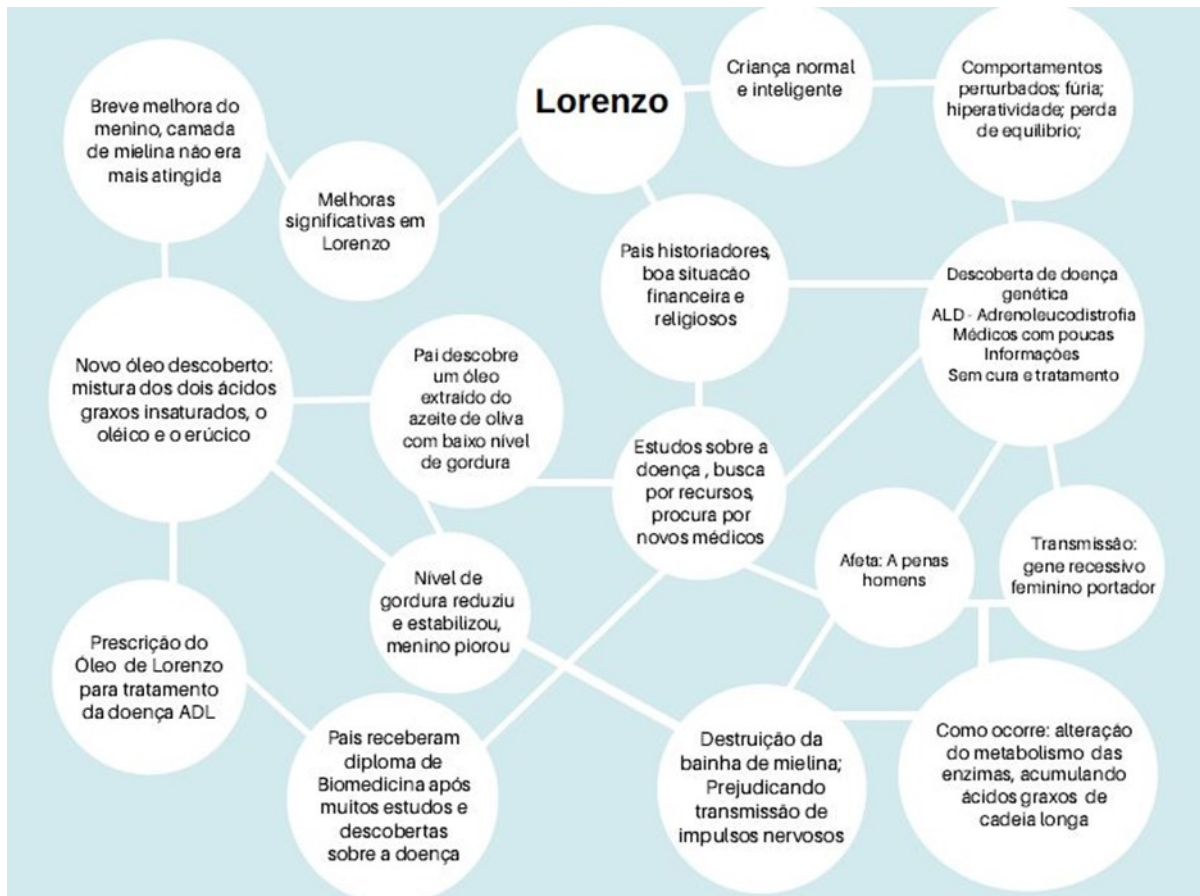 Lorenzo
Criança normal
e inteligente
Comportamentos
perturbados; fúria;
hiperatividade; perda
de equilibrio;
Breve melhora do
menino, camada
de mielina não era
mais atingida
Melhoras
significativas em
Lorenzo
Pais historiadores,
boa situacão
financeira e
religiosos
Descoberta de doença
genética
ALD - Adrenoleucodistrofia
Médicos com poucas
Informações
Sem cura e tratamento
Novo óleo descoberto:
mistura dos dois ácidos
graxos insaturados, o
oléico e o erúcico
Pai descobre
um óleo
extraído do
azeite de oliva
com baixo nível
de gordura
Estudos sobre a
doença , busca
por recursos,
procura por
novos médicos
Afeta: A penas
homens
Transmissão:
gene recessivo
feminino portador
Nível de
gordura reduziu
e estabilizou,
menino piorou
Prescrição do
Óleo de Lorenzo
para tratamento
da doença ADL
Pais receberam
diploma de
Biomedicina após
muitos estudos e
descobertas
sobre a doença
Destruição da
bainha de mielina;
Prejudicando
transmissão de
impulsos nervosos
Como ocorre: alteração
do metabolismo das
enzimas, acumulando
ácidos graxos de
cadeia longa